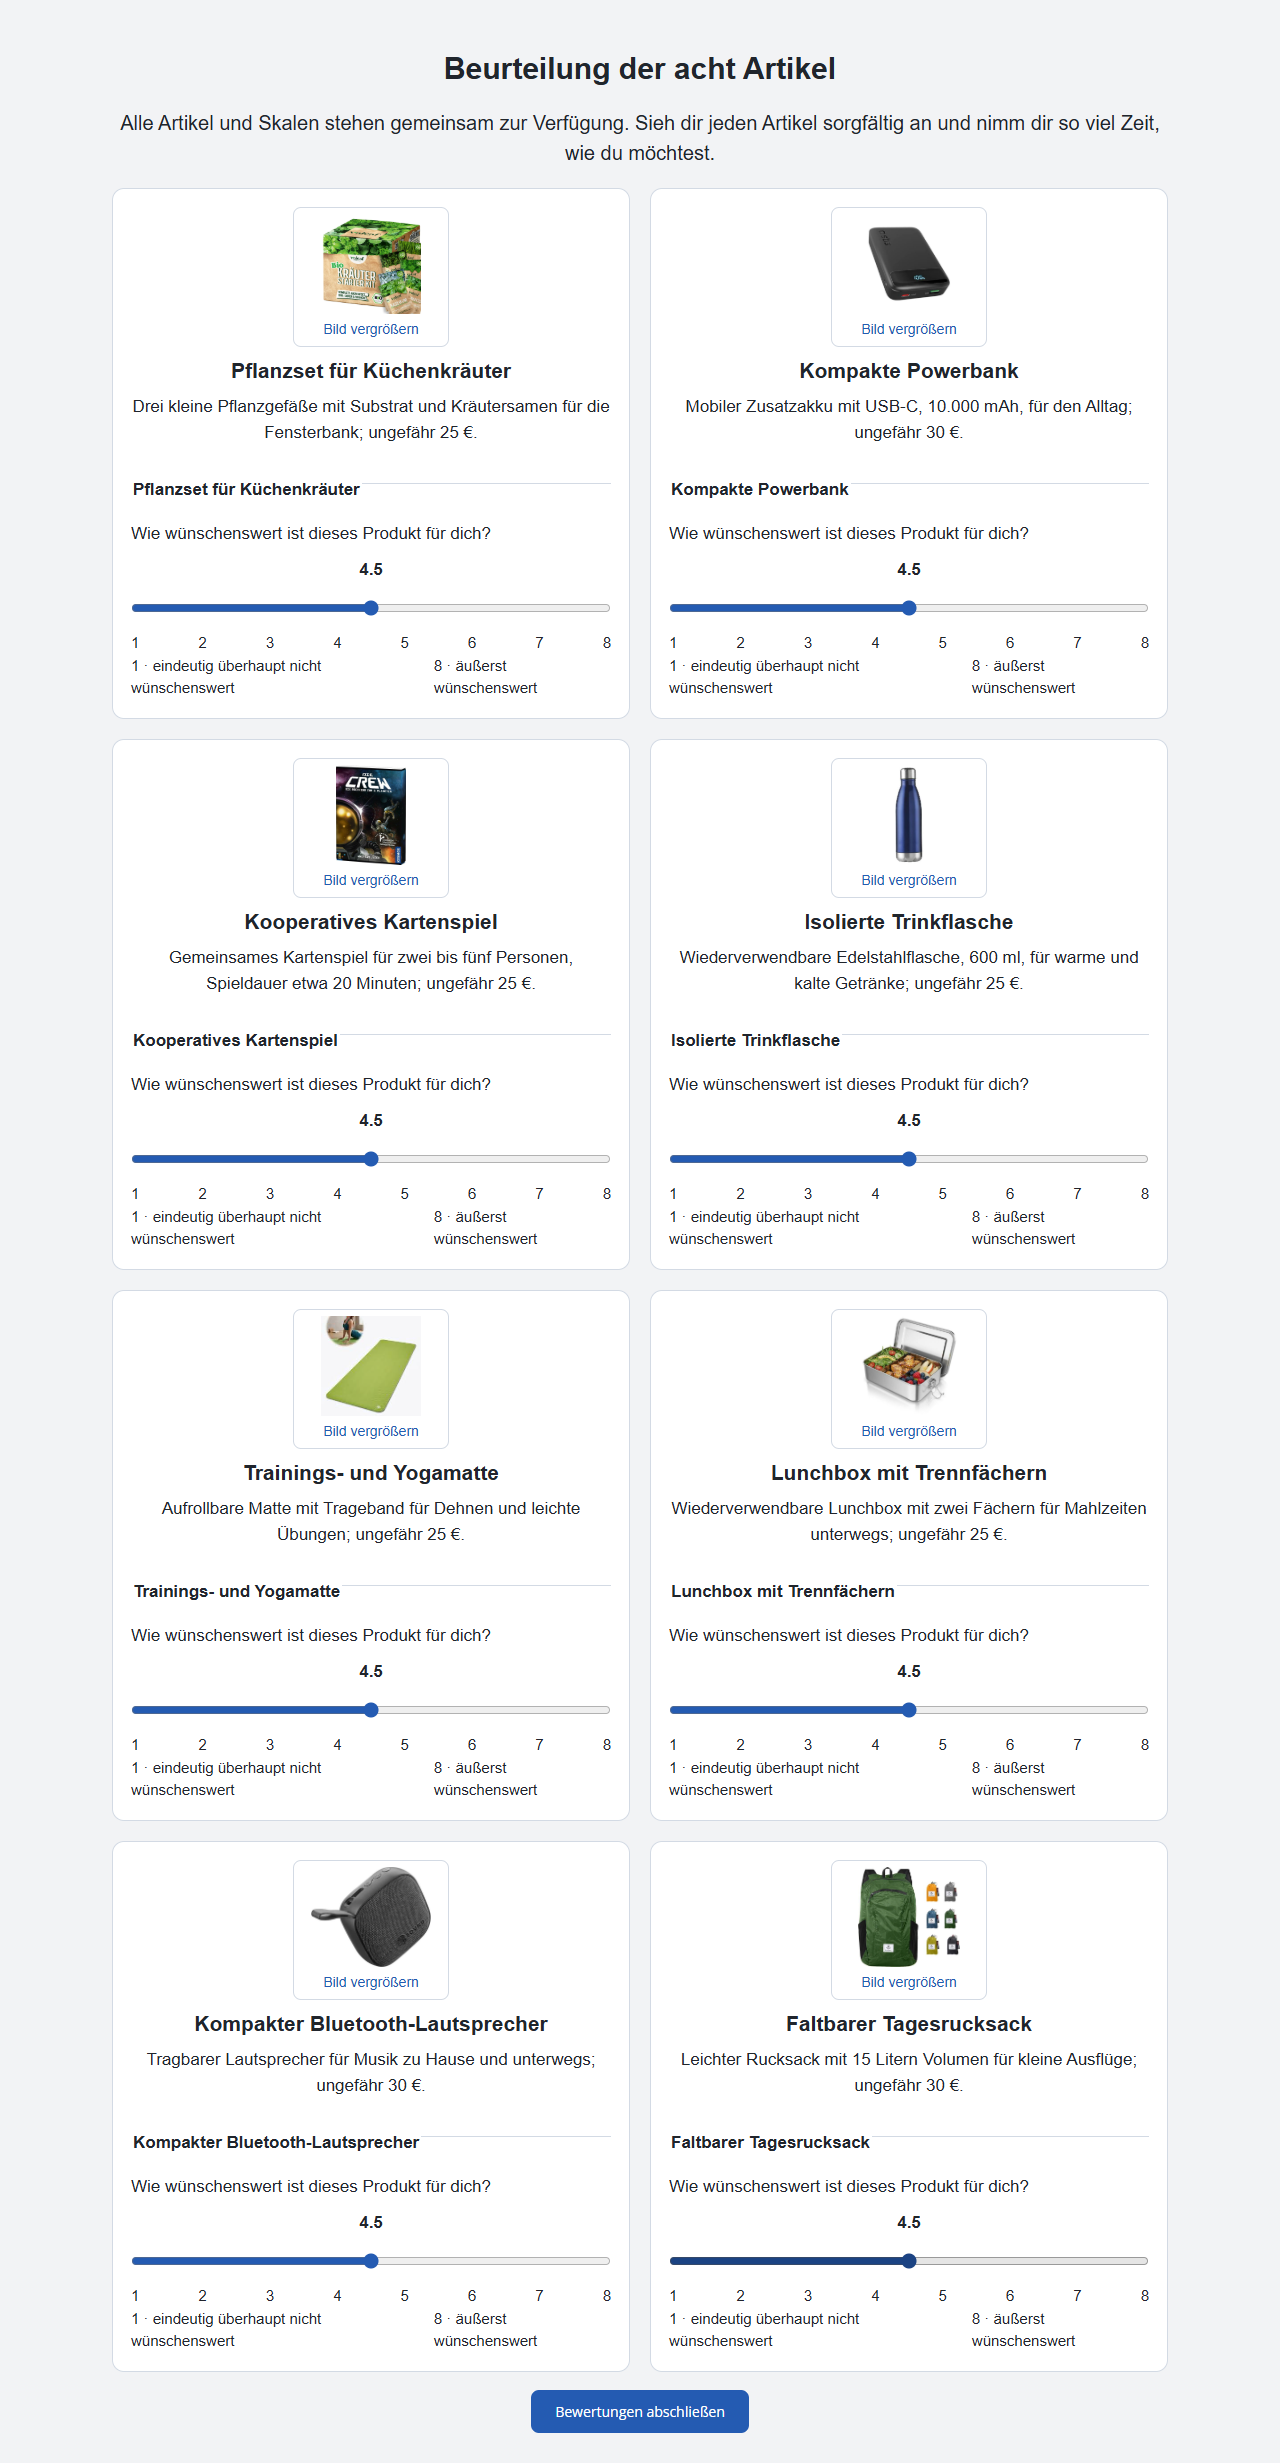 Beurteilung der acht Artikel
Alle Artikel und Skalen stehen gemeinsam zur Verfügung. Sieh dir jeden Artikel sorgfältig an und nimm dir so viel Zeit,
wie du möchtest.
BIO
KRÄUTER
Bild vergrößern
Pflanzset für Küchenkräuter
Drei kleine Pflanzgefäße mit Substrat und Kräutersamen für die
Fensterbank; ungefähr 25 €.
Pflanzset für Küchenkräuter
Wie wünschenswert ist dieses Produkt für dich?
4.5
1 2 3 4 5 6 7 8
1 · eindeutig überhaupt nicht
wünschenswert
8 · äußerst
wünschenswert
Bild vergrößern
Kompakte Powerbank
Mobiler Zusatzakku mit USB-C, 10.000 mAh, für den Alltag;
ungefähr 30 €.
Kompakte Powerbank
Wie wünschenswert ist dieses Produkt für dich?
4.5
1 2 3 4 5 6 7 8
1 · eindeutig überhaupt nicht
wünschenswert
8 · äußerst
wünschenswert
CREW
Bild vergrößern
Kooperatives Kartenspiel
Gemeinsames Kartenspiel für zwei bis fünf Personen,
Spieldauer etwa 20 Minuten; ungefähr 25 €.
Kooperatives Kartenspiel
Wie wünschenswert ist dieses Produkt für dich?
4.5
1 2 3 4 5 6 7 8
1 · eindeutig überhaupt nicht
wünschenswert
8 · äußerst
wünschenswert
Bild vergrößern
Isolierte Trinkflasche
Wiederverwendbare Edelstahlflasche, 600 ml, für warme und
kalte Getränke; ungefähr 25 €.
Isolierte Trinkflasche
Wie wünschenswert ist dieses Produkt für dich?
4.5
1 2 3 4 5 6 7 8
1 · eindeutig überhaupt nicht
wünschenswert
8 · äußerst
wünschenswert
Bild vergrößern
Trainings- und Yogamatte
Aufrollbare Matte mit Trageband für Dehnen und leichte
Übungen; ungefähr 25 €.
Trainings- und Yogamatte
Wie wünschenswert ist dieses Produkt für dich?
4.5
1 2 3 4 5 6 7 8
1 · eindeutig überhaupt nicht
wünschenswert
8 · äußerst
wünschenswert
Bild vergrößern
Lunchbox mit Trennfächern
Wiederverwendbare Lunchbox mit zwei Fächern für Mahlzeiten
unterwegs; ungefähr 25 €.
Lunchbox mit Trennfächern
Wie wünschenswert ist dieses Produkt für dich?
4.5
1 2 3 4 5 6 7 8
1 · eindeutig überhaupt nicht
wünschenswert
8 · äußerst
wünschenswert
Bild vergrößern
Kompakter Bluetooth-Lautsprecher
Tragbarer Lautsprecher für Musik zu Hause und unterwegs;
ungefähr 30 €.
Kompakter Bluetooth-Lautsprecher
Wie wünschenswert ist dieses Produkt für dich?
4.5
1 2 3 4 5 6 7 8
1 · eindeutig überhaupt nicht
wünschenswert
8 · äußerst
wünschenswert
Bild vergrößern
Faltbarer Tagesrucksack
Leichter Rucksack mit 15 Litern Volumen für kleine Ausflüge;
ungefähr 30 €.
Faltbarer Tagesrucksack
Wie wünschenswert ist dieses Produkt für dich?
4.5
1 2 3 4 5 6 7 8
1 · eindeutig überhaupt nicht
wünschenswert
8 · äußerst
wünschenswert
Bewertungen abschließen